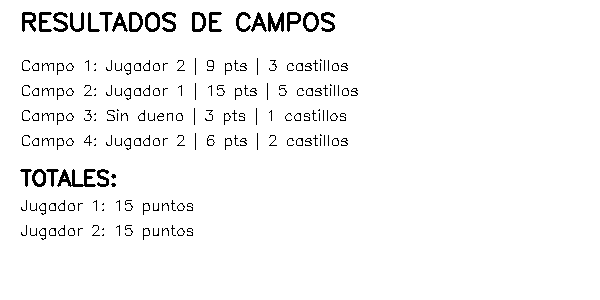 RESULTADOS DE CAMPOS
Campo 1: Jugador 2 | 9 pts | 3 castillos
Campo 2: Jugador 1 | 15 pts | 5 castillos
Campo 3: Sin dueno | 3 pts | 1 castillos
Campo 4: Jugador 2 | 6 pts | 2 castillos
TOTALES:
Jugador 1: 15 puntos
Jugador 2: 15 puntos